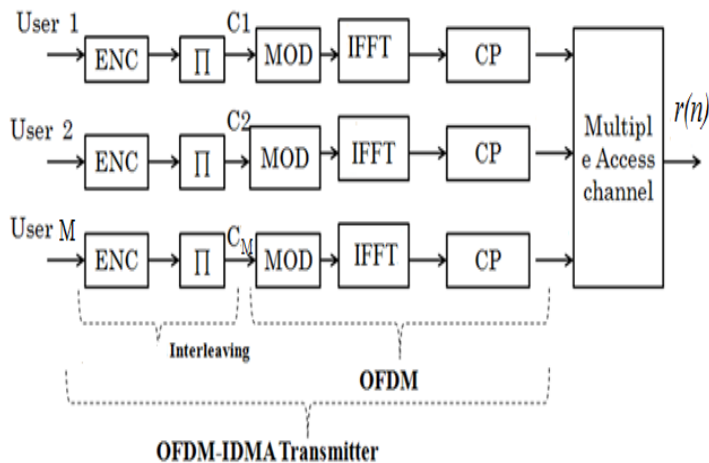 User 1
ENC
∏
C1
MOD
IFFT
CP
User 2
ENC
∏
C2
MOD
IFFT
CP
User M
ENC
∏
C_M
MOD
IFFT
CP
Multipl
e Access
channel
r(n)
Interleaving
OFDM
OFDM-IDMA Transmitter